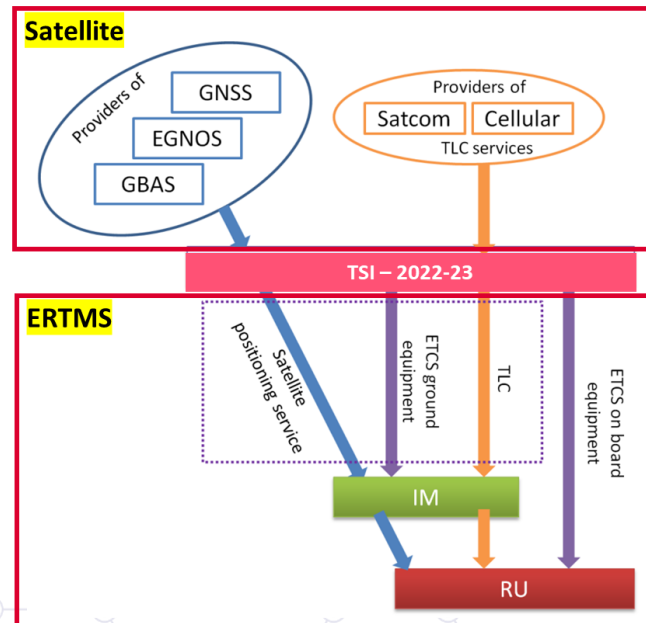 Satellite
Providers of
GNSS
EGNOS
GBAS
Providers of
Satcom
Cellular
TLC services
TSI – 2022-23
ERTMS
Satellite
positioning service
ETCS ground
equipment
TLC
ETCS on board
equipment
IM
RU